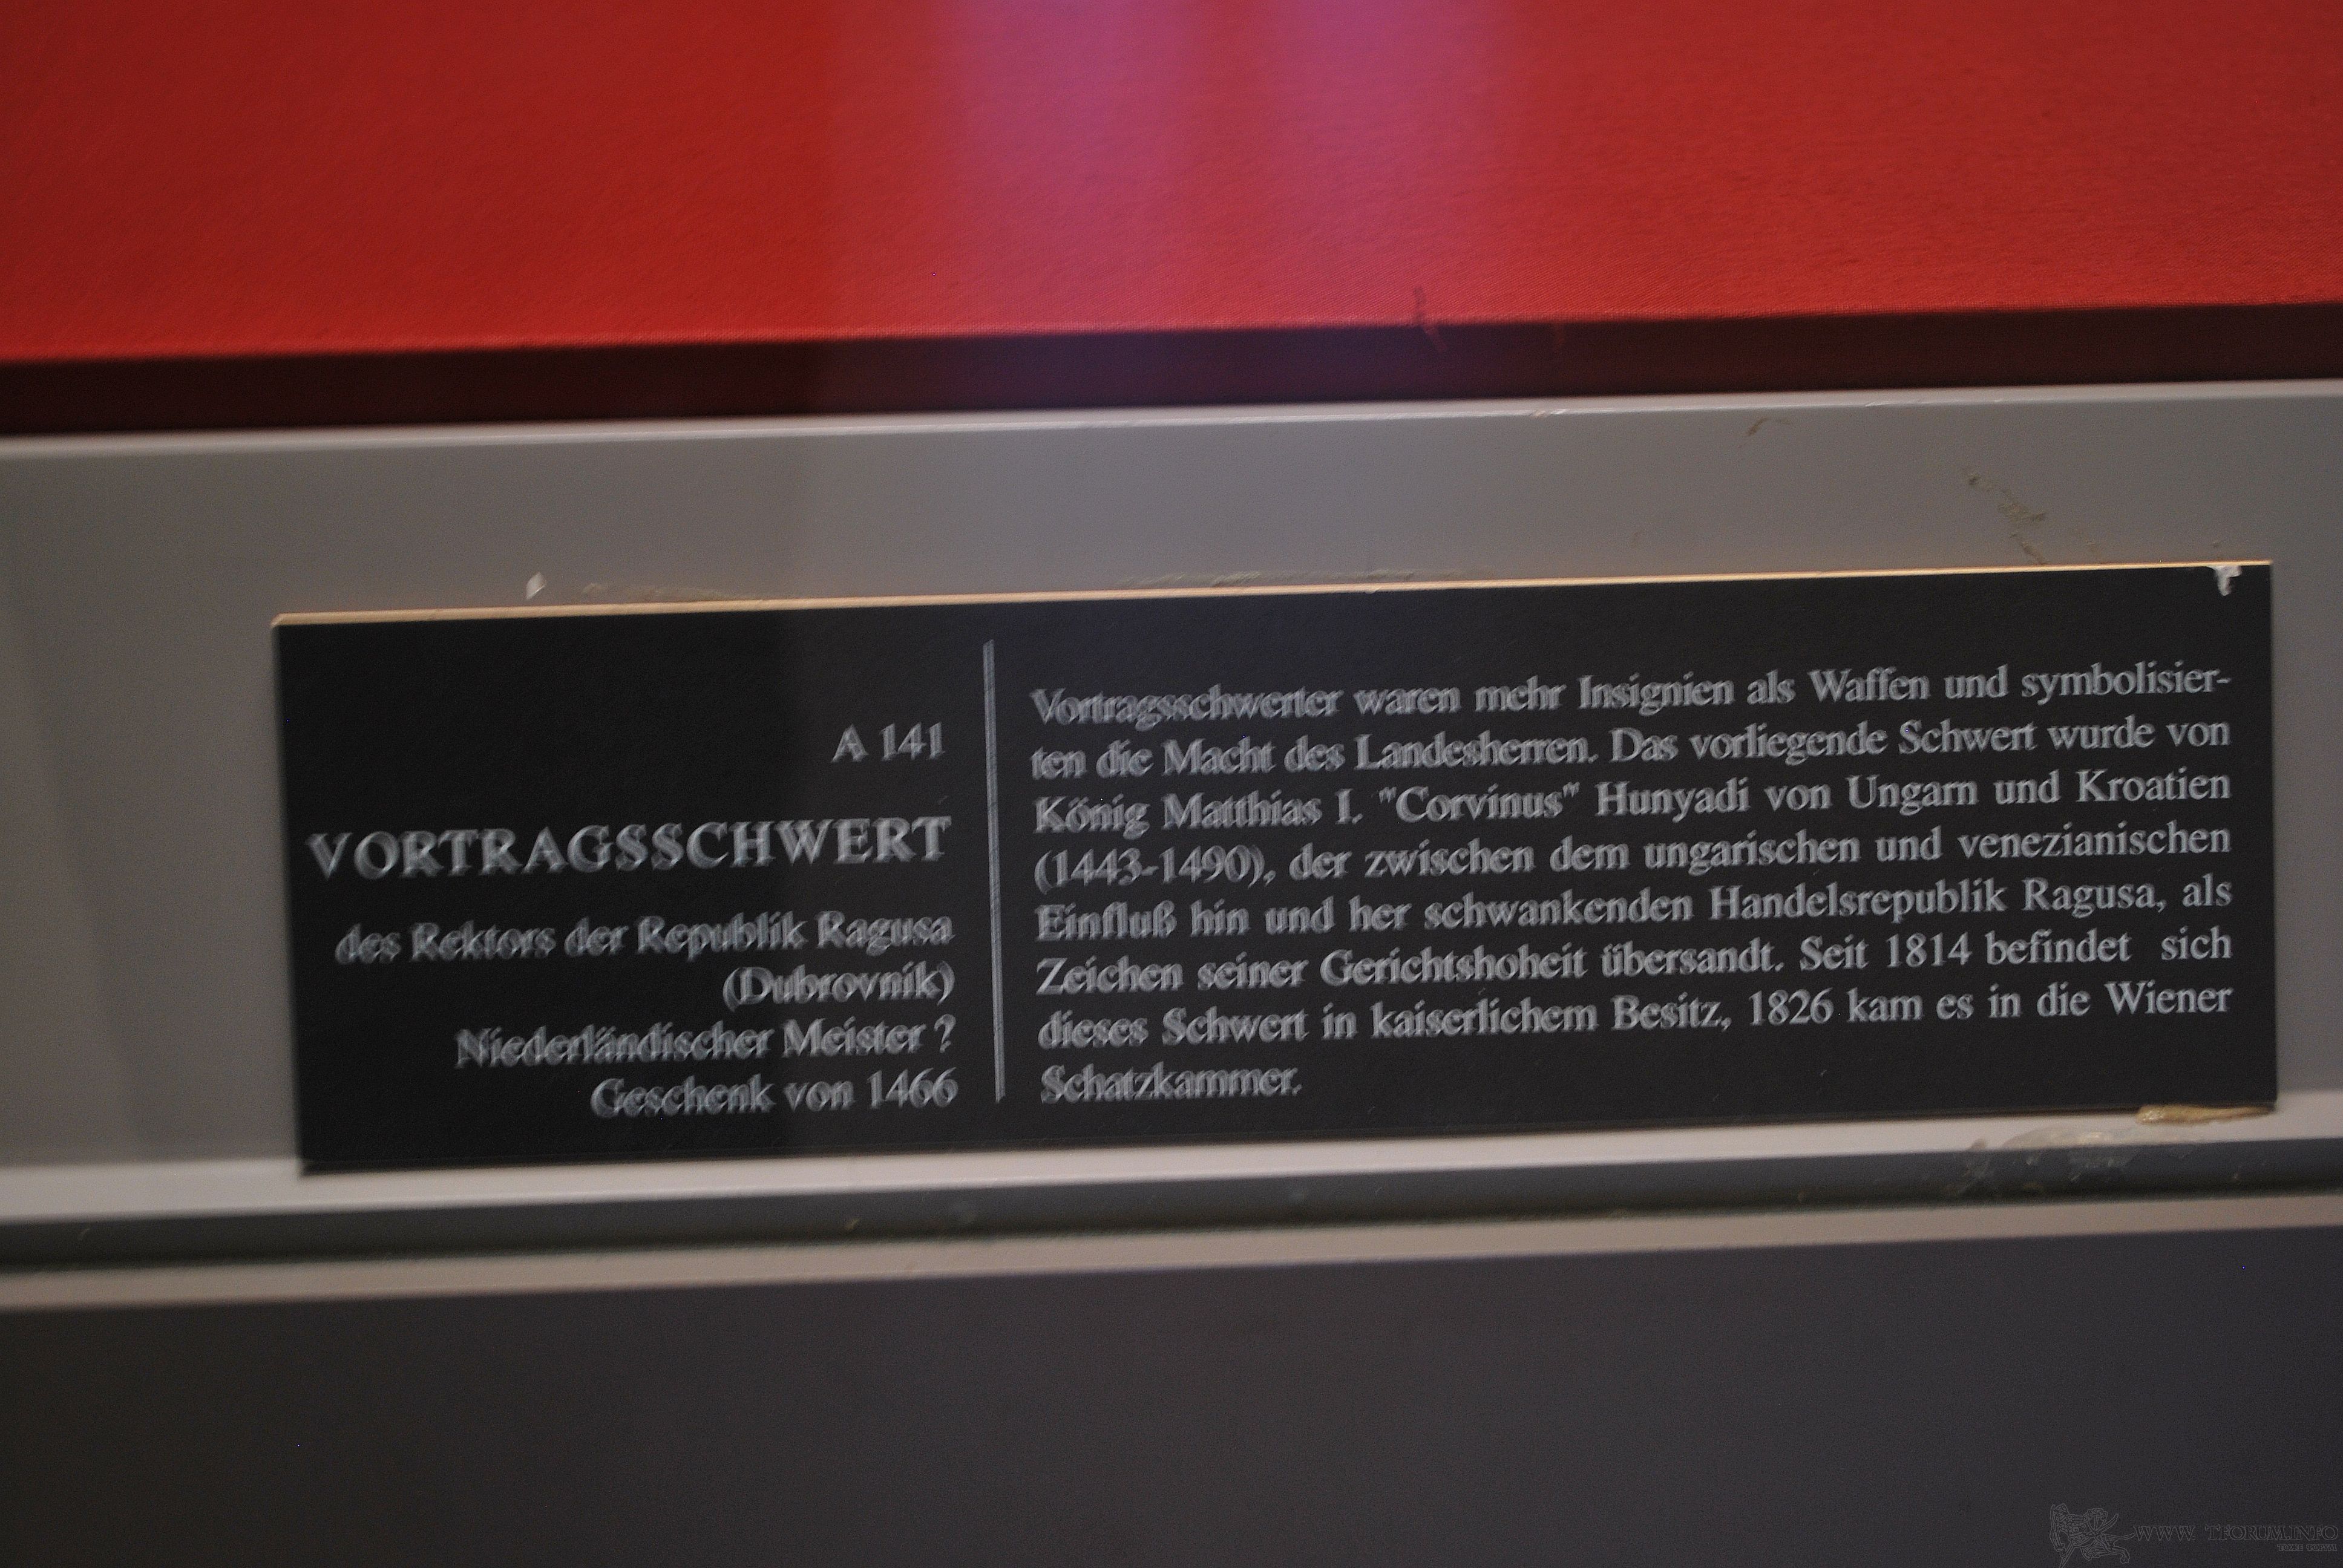 A 141
VORTRAGSSCHWERT
des Rektors der Republik Ragusa
(Dubrovnik)
Niederländischer Meister ?
Geschenk von 1466
Vortragsschwerter waren mehr Insignien als Waffen und symbolisier-
ten die Macht des Landesherren. Das vorliegende Schwert wurde von
König Matthias I. "Corvinus" Hunyadi von Ungarn und Kroatien
(1443-1490), der zwischen dem ungarischen und venezianischen
Einfluß hin und her schwankenden Handelsrepublik Ragusa, als
Zeichen seiner Gerichtshoheit übersandt. Seit 1814 befindet sich
dieses Schwert in kaiserlichem Besitz, 1826 kam es in die Wiener
Schatzkammer.
WWW.TFORUM.INFO